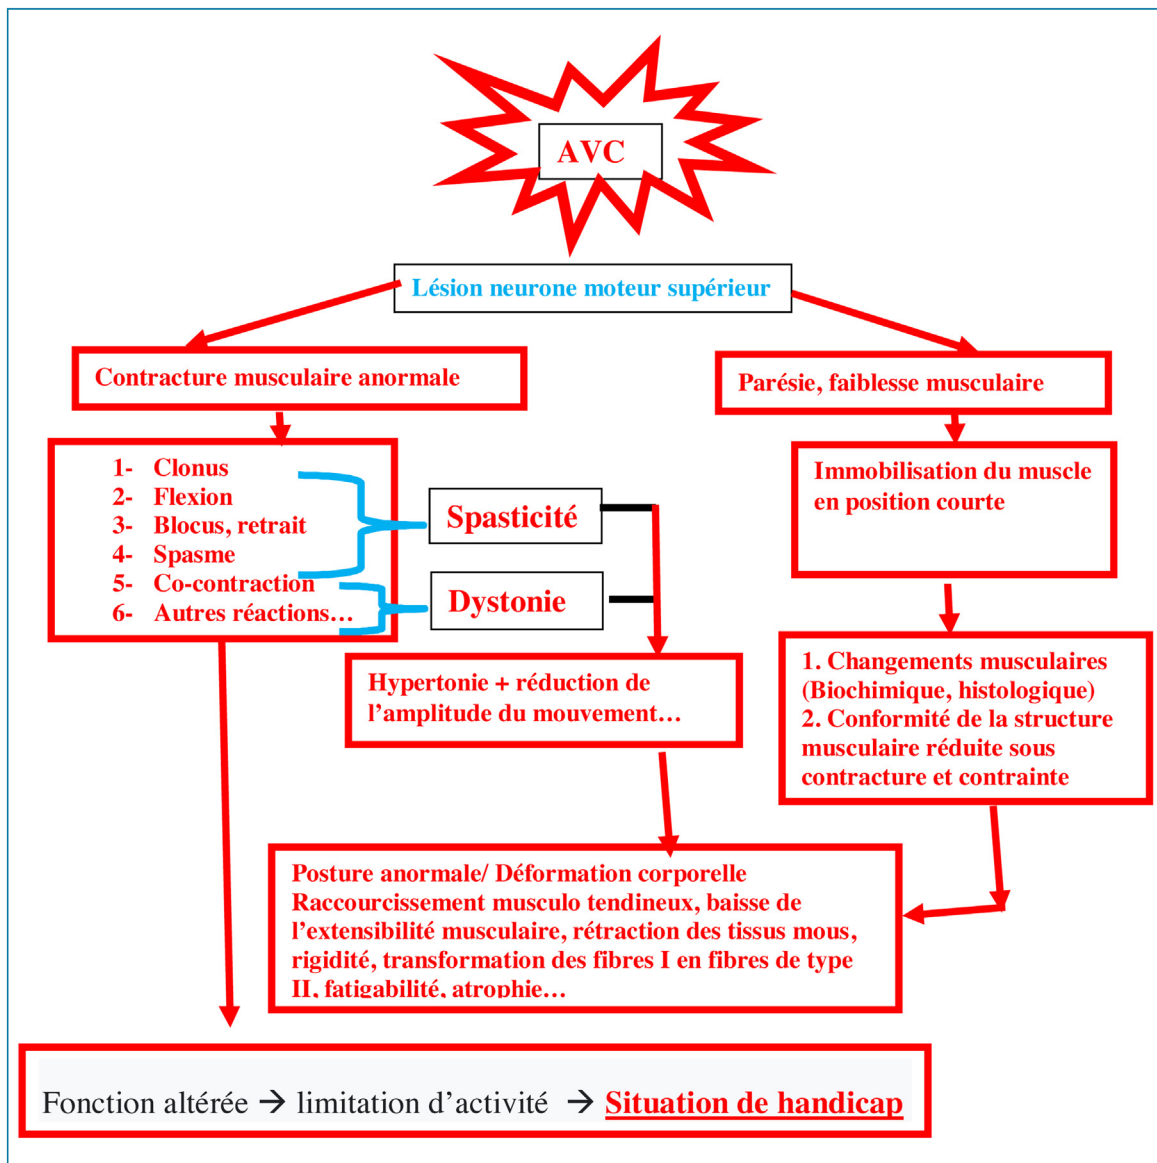 AVC
Lésion neurone moteur supérieur
Contracture musculaire anormale
Parésie, faiblesse musculaire
1- Clonus
2- Flexion
3- Blocus, retrait
4- Spasme
5- Co-contraction
6- Autres réactions…
Spasticité
Dystonie
Immobilisation du muscle
en position courte
Hypertonie + réduction de
l’amplitude du mouvement…
1. Changements musculaires
(Biochimique, histologique)
2. Conformité de la structure
musculaire réduite sous
contracture et contrainte
Posture anormale/ Déformation corporelle
Raccourcissement musculo tendineux, baisse de
l’extensibilité musculaire, rétraction des tissus mous,
rigidité, transformation des fibres I en fibres de type
II, fatigabilité, atrophie…
Fonction altérée → limitation d’activité → Situation de handicap